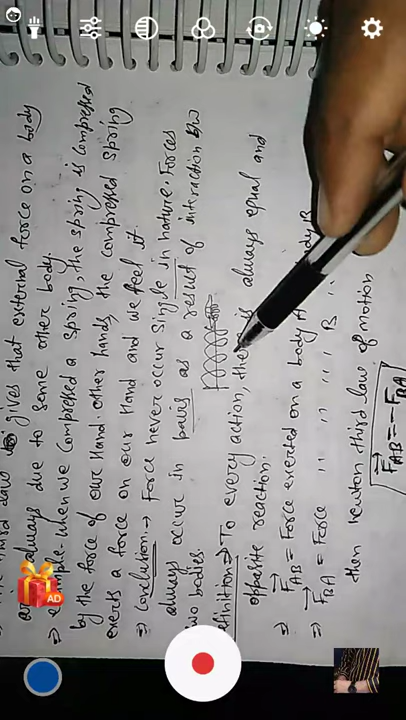 third law gives that external force on a body
always due to some other body.
⇒ example- when we compressed a spring, the spring is compressed
by the force of our Hand. other hand, the compressed spring
exerts a force on our Hand and we feel it.
⇒ Conclusion → Force never occur single in nature. Forces
always occur in pairs as a result of interaction b/w
two bodies.
Definition ⇒ To every action, there is always equal and
opposite reaction.
⇒ F⃗AB = Force exerted on a body A body B
⇒ F⃗BA = Force '' '' '' '' B ''
then newton third law of motion
F⃗AB = -F⃗BA
AD